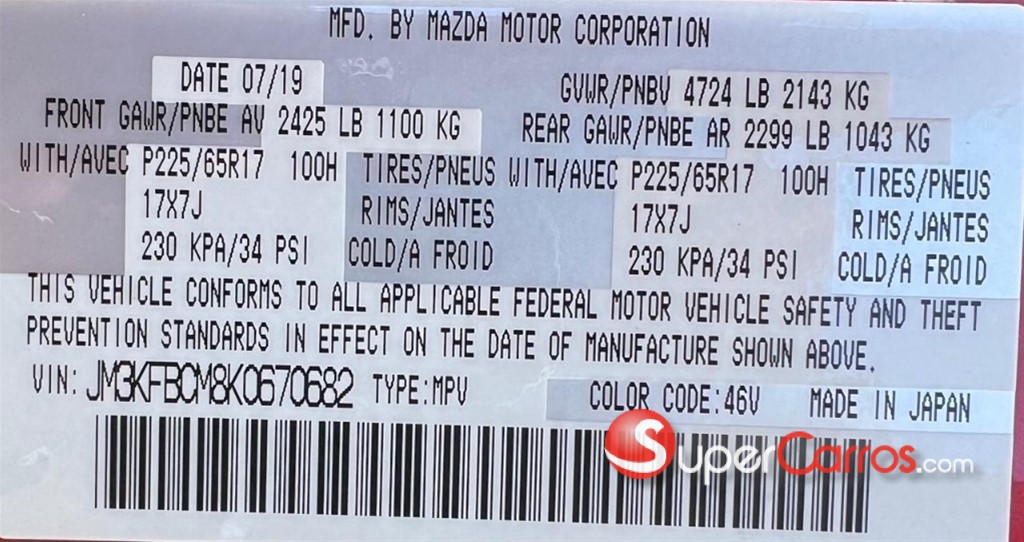 MFD. BY MAZDA MOTOR CORPORATION
DATE 07/19 GVWR/PNBV 4724 LB 2143 KG
FRONT GAWR/PNBE AV 2425 LB 1100 KG REAR GAWR/PNBE AR 2299 LB 1043 KG
WITH/AVEC P225/65R17 100H TIRES/PNEUS WITH/AVEC P225/65R17 100H TIRES/PNEUS
17X7J RIMS/JANTES 17X7J RIMS/JANTES
230 KPA/34 PSI COLD/A FROID 230 KPA/34 PSI COLD/A FROID
THIS VEHICLE CONFORMS TO ALL APPLICABLE FEDERAL MOTOR VEHICLE SAFETY AND THEFT
PREVENTION STANDARDS IN EFFECT ON THE DATE OF MANUFACTURE SHOWN ABOVE.
VIN: JM3KFBCM8K0670682 TYPE:MPV COLOR CODE:46V MADE IN JAPAN
SuperCarros.com